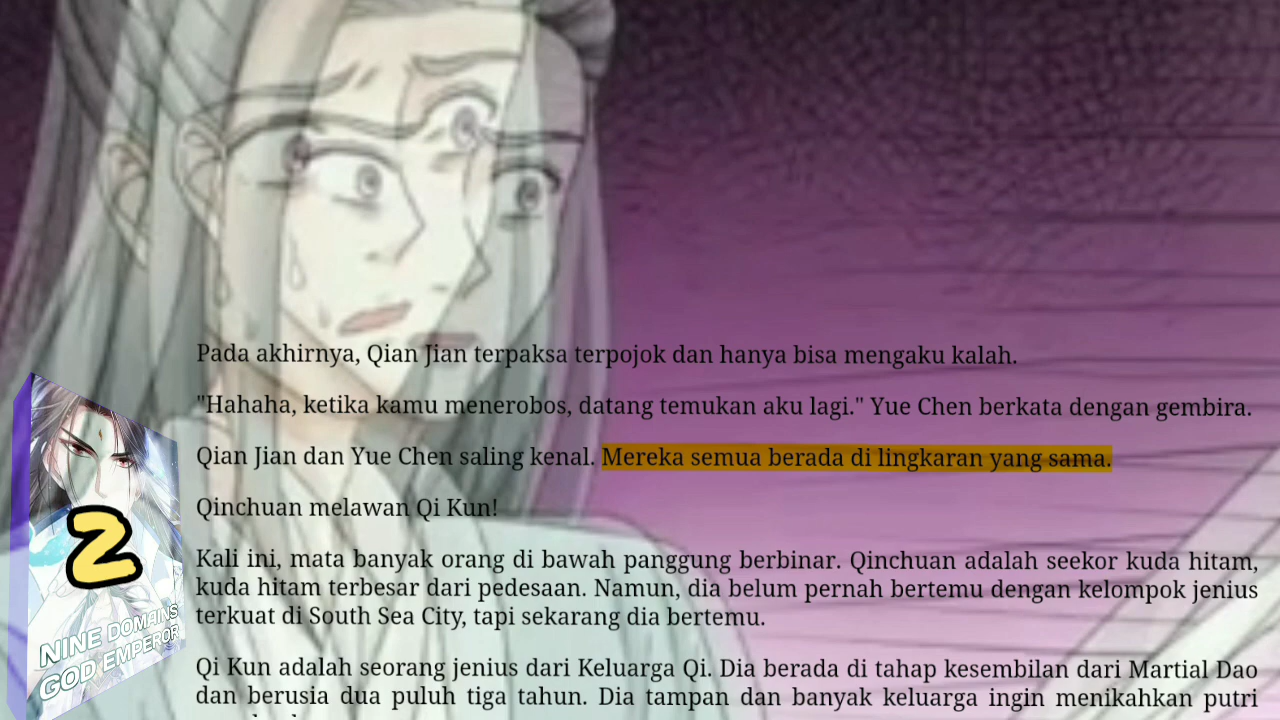 Pada akhirnya, Qian Jian terpaksa terpojok dan hanya bisa mengaku kalah.
"Hahaha, ketika kamu menerobos, datang temukan aku lagi." Yue Chen berkata dengan gembira.
Qian Jian dan Yue Chen saling kenal. Mereka semua berada di lingkaran yang sama.
Qinchuan melawan Qi Kun!
Kali ini, mata banyak orang di bawah panggung berbinar. Qinchuan adalah seekor kuda hitam,
kuda hitam terbesar dari pedesaan. Namun, dia belum pernah bertemu dengan kelompok jenius
terkuat di South Sea City, tapi sekarang dia bertemu.
Qi Kun adalah seorang jenius dari Keluarga Qi. Dia berada di tahap kesembilan dari Martial Dao
dan berusia dua puluh tiga tahun. Dia tampan dan banyak keluarga ingin menikahkan putri
2
NINE DOMAINS
GOD EMPEROR